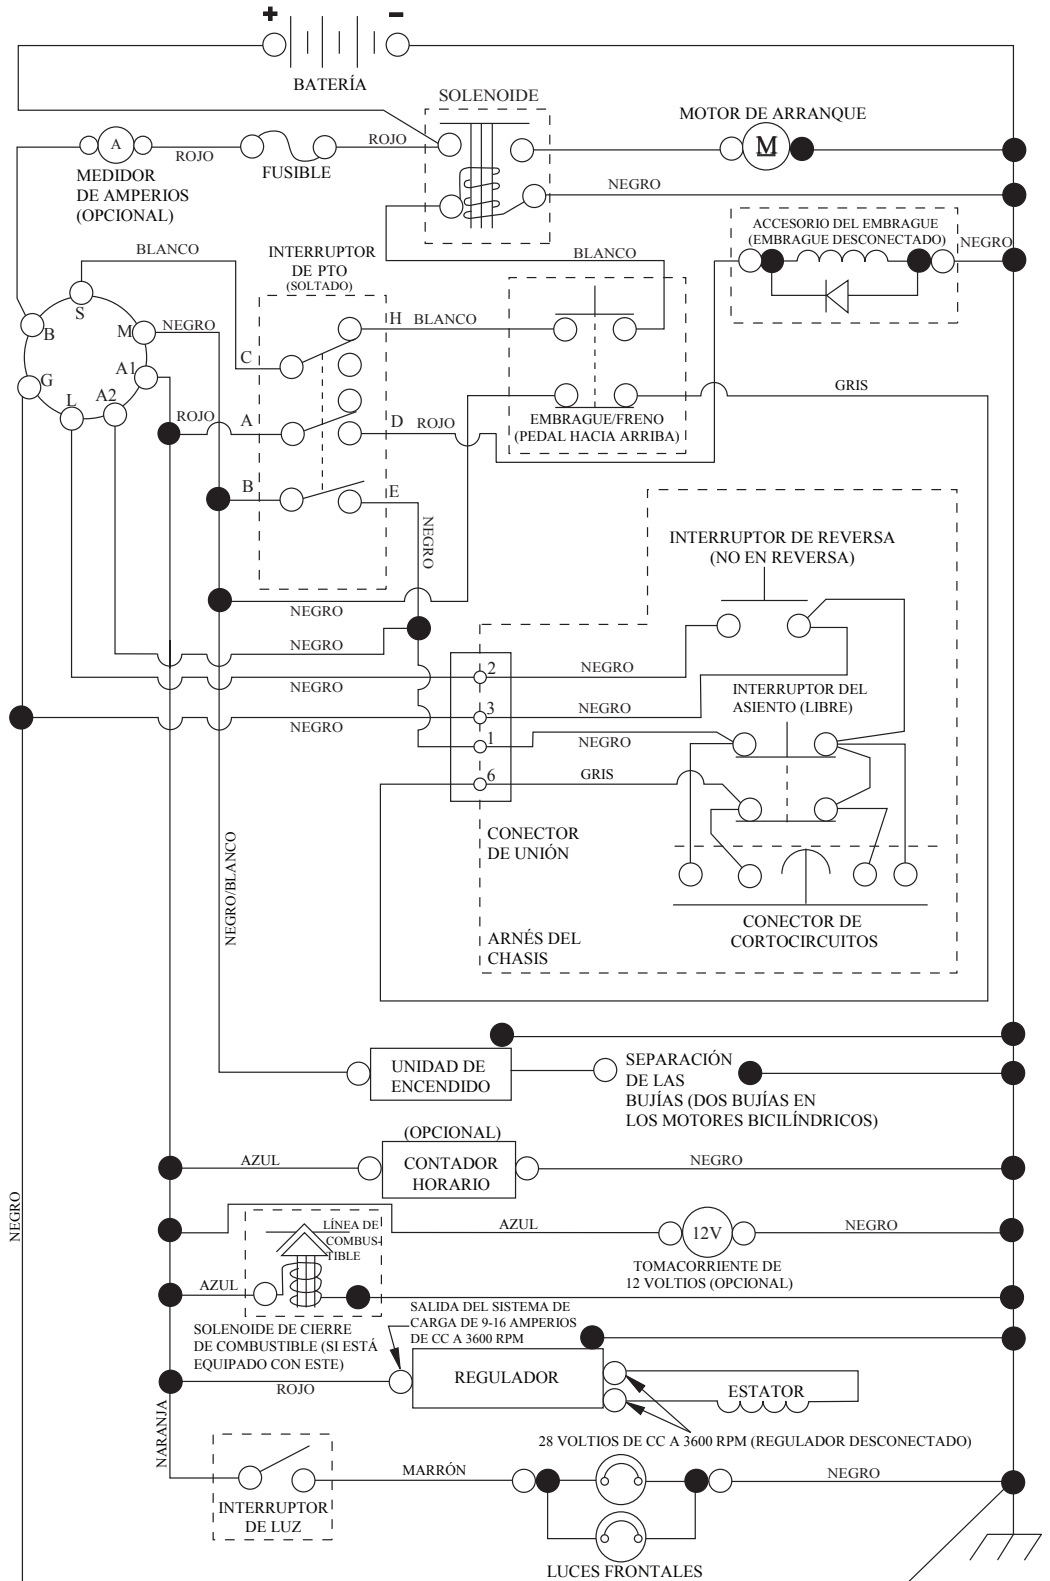 + −
BATERÍA
SOLENOIDE
MOTOR DE ARRANQUE
M
A
ROJO
ROJO
FUSIBLE
MEDIDOR
DE AMPERIOS
(OPCIONAL)
NEGRO
ACCESORIO DEL EMBRAGUE
(EMBRAGUE DESCONECTADO)
NEGRO
BLANCO
INTERRUPTOR
DE PTO
(SOLTADO)
BLANCO
S
B
M
NEGRO
H
BLANCO
C
G
A1
A2
L
ROJO
A
D
ROJO
GRIS
EMBRAGUE/FRENO
(PEDAL HACIA ARRIBA)
B
E
NEGRO
INTERRUPTOR DE REVERSA
(NO EN REVERSA)
NEGRO
NEGRO
NEGRO
NEGRO
2
NEGRO
3
NEGRO
1
NEGRO
6
GRIS
INTERRUPTOR DEL
ASIENTO (LIBRE)
CONECTOR
DE UNIÓN
NEGRO/BLANCO
CONECTOR DE
CORTOCIRCUITOS
ARNÉS DEL
CHASIS
UNIDAD DE
ENCENDIDO
SEPARACIÓN
DE LAS
BUJÍAS (DOS BUJÍAS EN
LOS MOTORES BICILÍNDRICOS)
(OPCIONAL)
AZUL
CONTADOR
HORARIO
NEGRO
NEGRO
LÍNEA DE
COMBUS-
TIBLE
AZUL
12V
NEGRO
TOMACORRIENTE DE
12 VOLTIOS (OPCIONAL)
AZUL
SOLENOIDE DE CIERRE
DE COMBUSTIBLE (SI ESTÁ
EQUIPADO CON ESTE)
SALIDA DEL SISTEMA DE
CARGA DE 9-16 AMPERIOS
DE CC A 3600 RPM
REGULADOR
ROJO
ESTATOR
NARANJA
28 VOLTIOS DE CC A 3600 RPM (REGULADOR DESCONECTADO)
MARRÓN
NEGRO
INTERRUPTOR
DE LUZ
LUCES FRONTALES